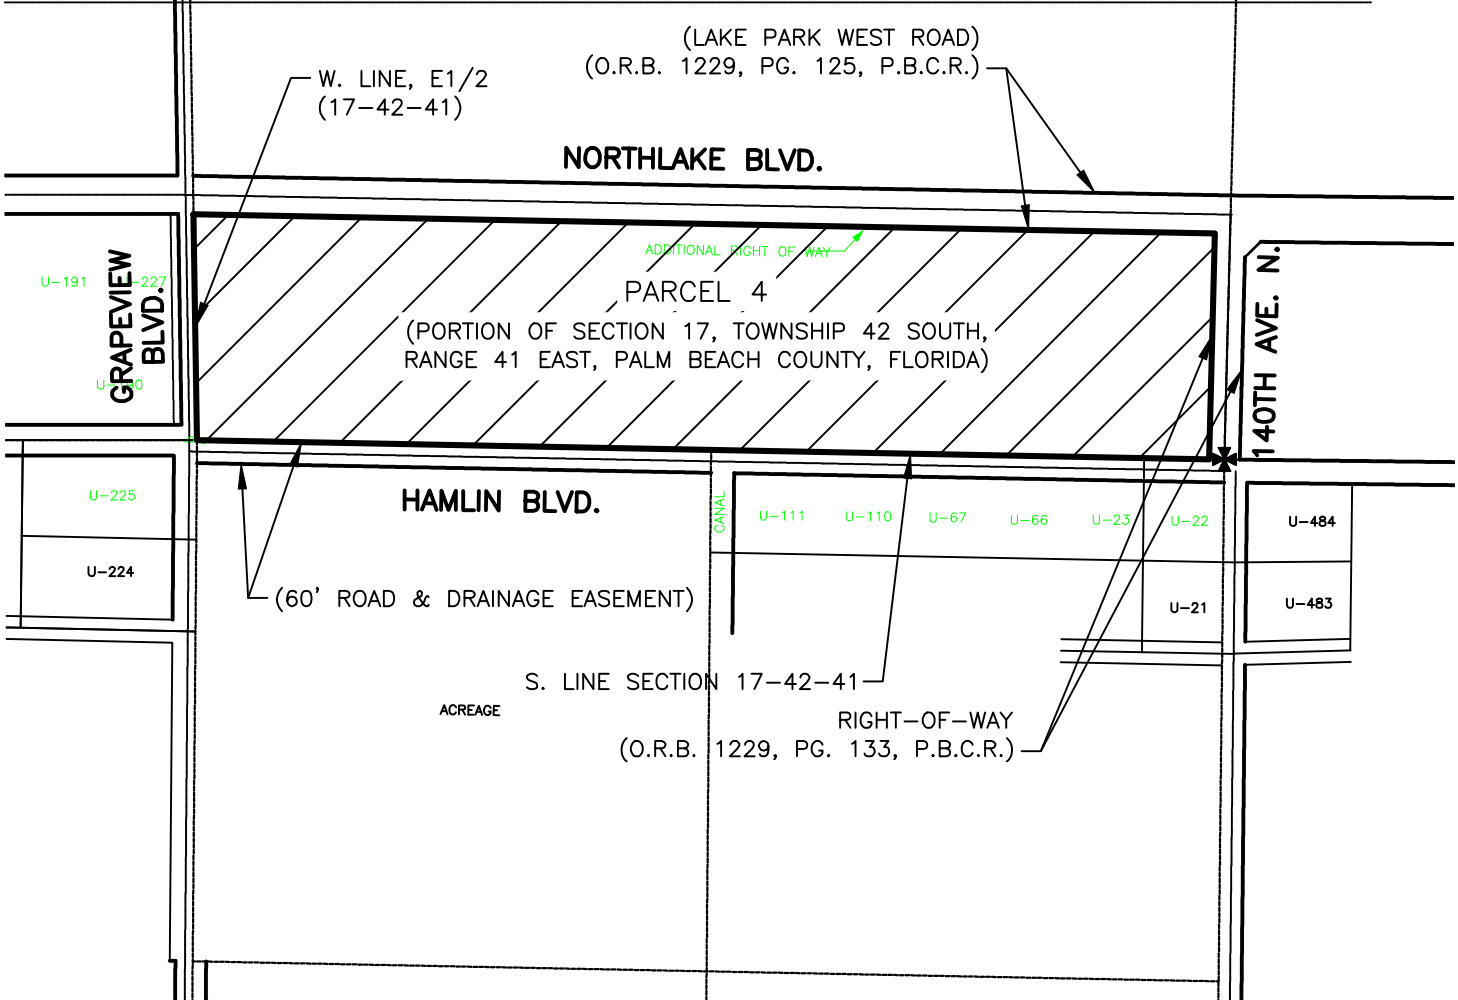 (LAKE PARK WEST ROAD)
(O.R.B. 1229, PG. 125, P.B.C.R.)
W. LINE, E1/2
(17-42-41)
NORTHLAKE BLVD.
ADDITIONAL RIGHT OF WAY
GRAPEVIEW
BLVD.
U-191
-227
PARCEL 4
(PORTION OF SECTION 17, TOWNSHIP 42 SOUTH,
RANGE 41 EAST, PALM BEACH COUNTY, FLORIDA)
140TH AVE. N.
HAMLIN BLVD.
U-225
U-224
CANAL
U-111
U-110
U-67
U-66
U-23
U-22
U-484
U-21
U-483
(60' ROAD & DRAINAGE EASEMENT)
S. LINE SECTION 17-42-41
ACREAGE
RIGHT-OF-WAY
(O.R.B. 1229, PG. 133, P.B.C.R.)